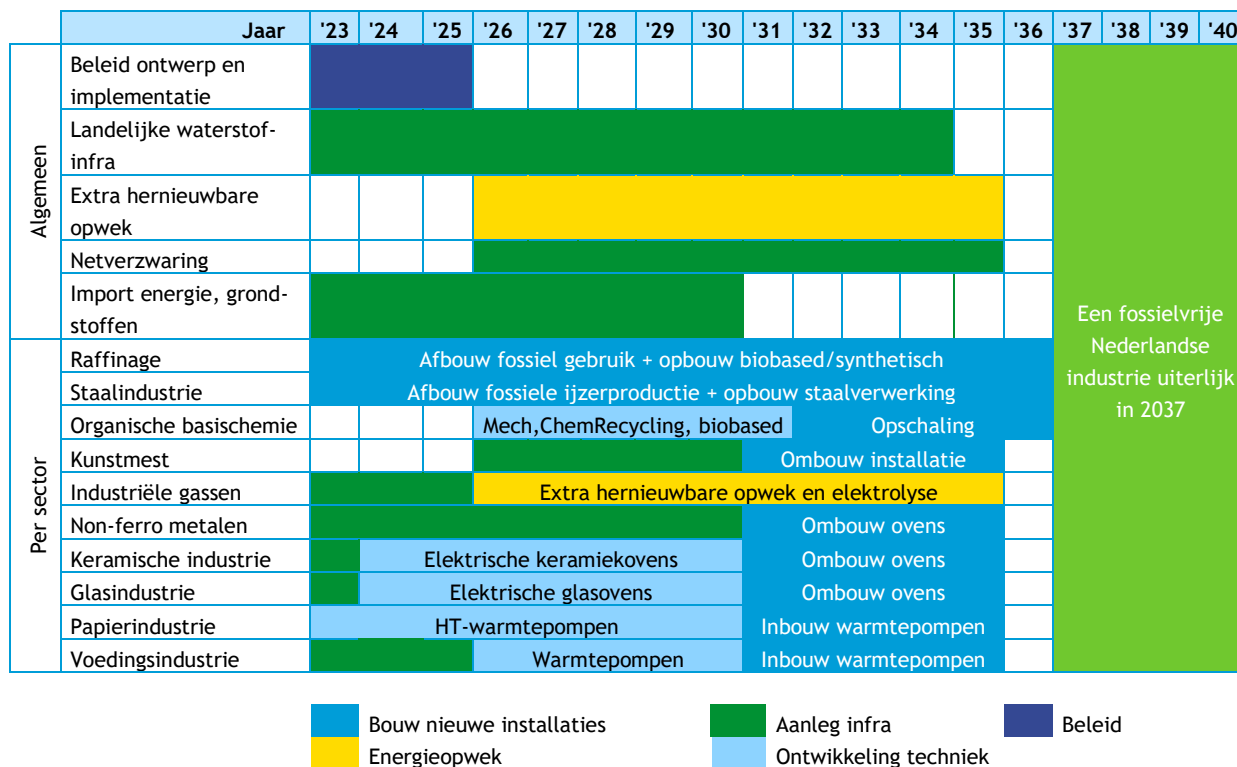 Jaar '23 '24 '25 '26 '27 '28 '29 '30 '31 '32 '33 '34 '35 '36 '37 '38 '39 '40
Algemeen
Beleid ontwerp en
implementatie
Landelijke waterstof-
infra
Extra hernieuwbare
opwek
Netverzwaring
Import energie, grond-
stoffen
Per sector
Raffinage Afbouw fossiel gebruik + opbouw biobased/synthetisch
Staalindustrie Afbouw fossiele ijzerproductie + opbouw staalverwerking
Organische basischemie Mech,ChemRecycling, biobased Opschaling
Kunstmest Ombouw installatie
Industriële gassen Extra hernieuwbare opwek en elektrolyse
Non-ferro metalen Ombouw ovens
Keramische industrie Elektrische keramiekovens Ombouw ovens
Glasindustrie Elektrische glasovens Ombouw ovens
Papierindustrie HT-warmtepompen Inbouw warmtepompen
Voedingsindustrie Warmtepompen Inbouw warmtepompen
Een fossielvrije
Nederlandse
industrie uiterlijk
in 2037
Bouw nieuwe installaties Aanleg infra Beleid
Energieopwek Ontwikkeling techniek